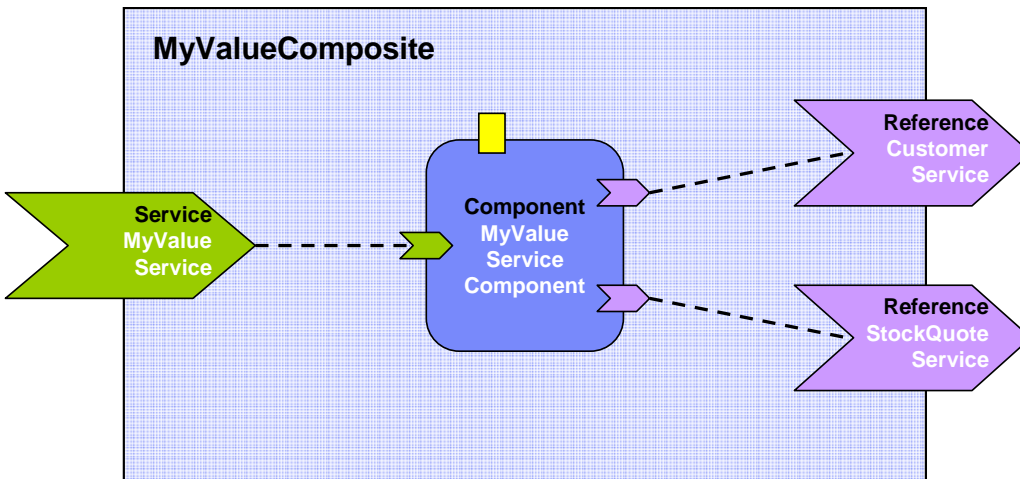 MyValueComposite
Service
MyValue
Service
Component
MyValue
Service
Component
Reference
Customer
Service
Reference
StockQuote
Service